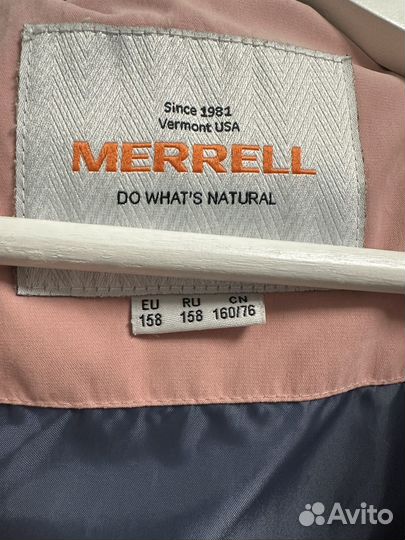 Since 1981
Vermont USA
MERRELL
DO WHAT'S NATURAL
EU RU CN
158 158 160/76
Avito